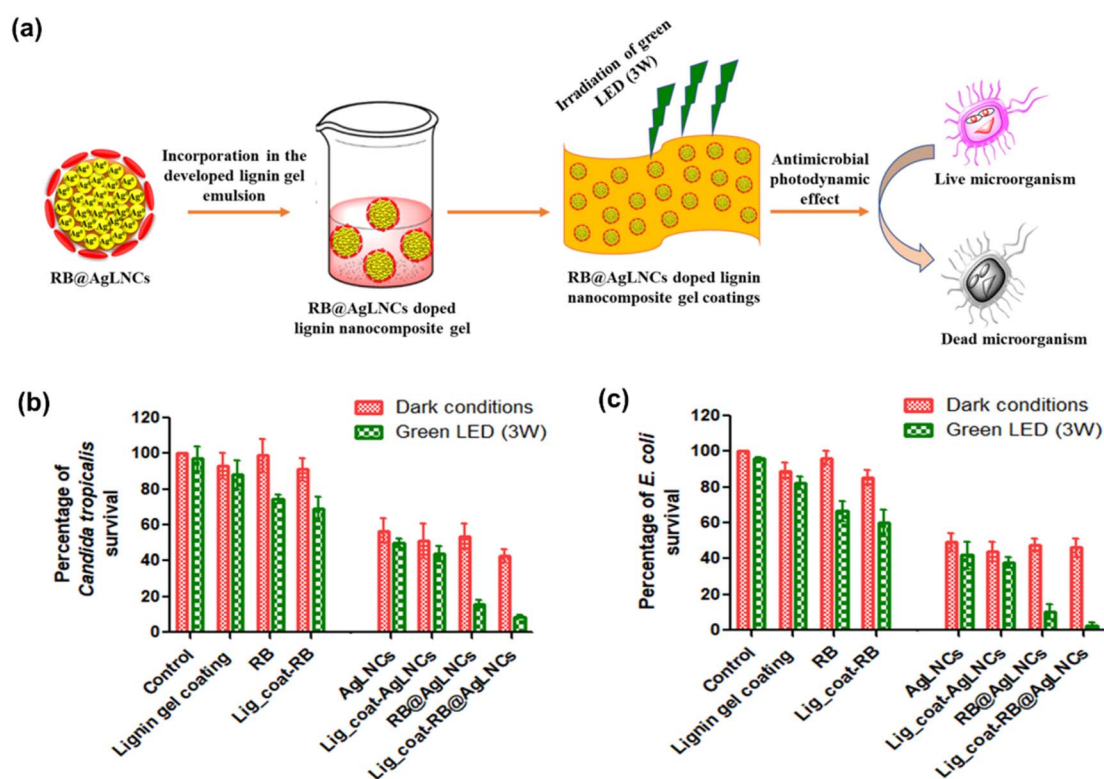 (a)
Ag⁰ Ag⁰ Ag⁰
RB@AgLNCs
Incorporation in the
developed lignin gel
emulsion
RB@AgLNCs doped
lignin nanocomposite gel
Irradiation of green
LED (3W)
RB@AgLNCs doped lignin
nanocomposite gel coatings
Antimicrobial
photodynamic
effect
Live microorganism
Dead microorganism
(b)
Dark conditions
Green LED (3W)
Percentage of
Candida tropicalis
survival
120
100
80
60
40
20
0
Control
Lignin gel coating
RB
Lig_coat-RB
AgLNCs
Lig_coat-AgLNCs
RB@AgLNCs
Lig_coat-RB@AgLNCs
(c)
Dark conditions
Green LED (3W)
Percentage of E. coli
survival
120
100
80
60
40
20
0
Control
Lignin gel coating
RB
Lig_coat-RB
AgLNCs
Lig_coat-AgLNCs
RB@AgLNCs
Lig_coat-RB@AgLNCs